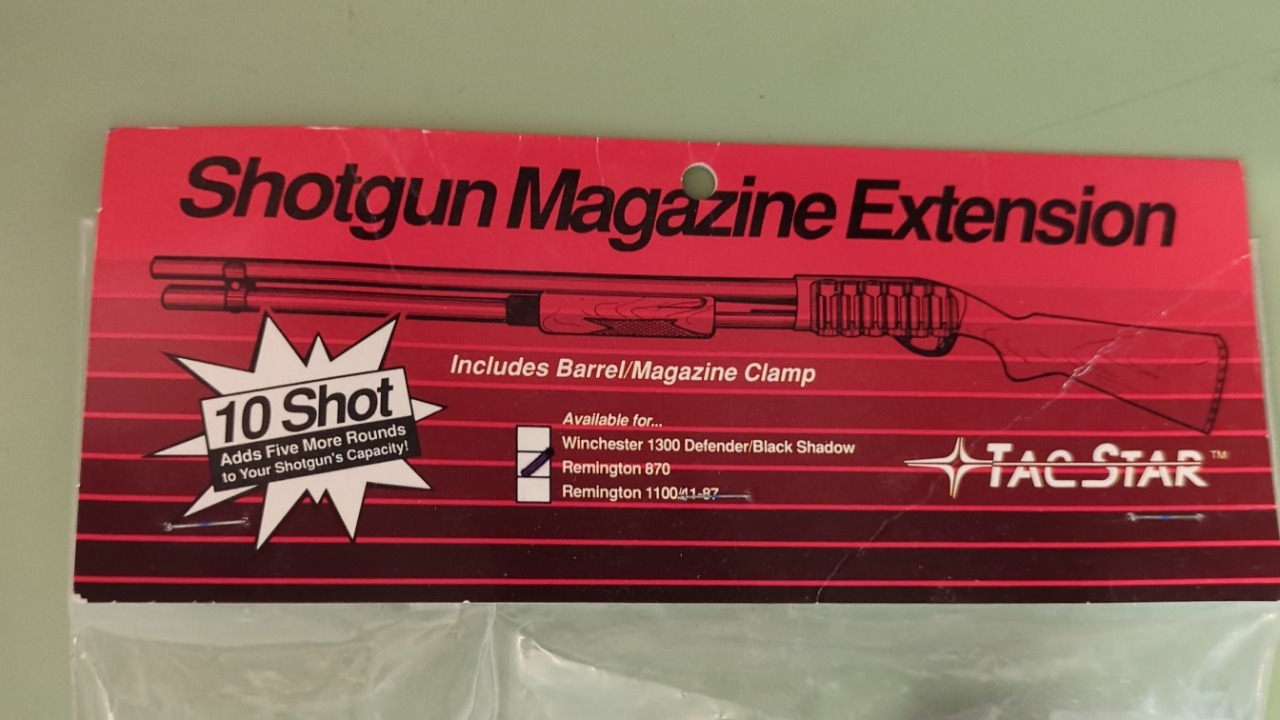 Shotgun Magazine Extension
Includes Barrel/Magazine Clamp
10 Shot
Adds Five More Rounds
to Your Shotgun's Capacity!
Available for...
Winchester 1300 Defender/Black Shadow
Remington 870
Remington 1100/11-87
TAC STAR™